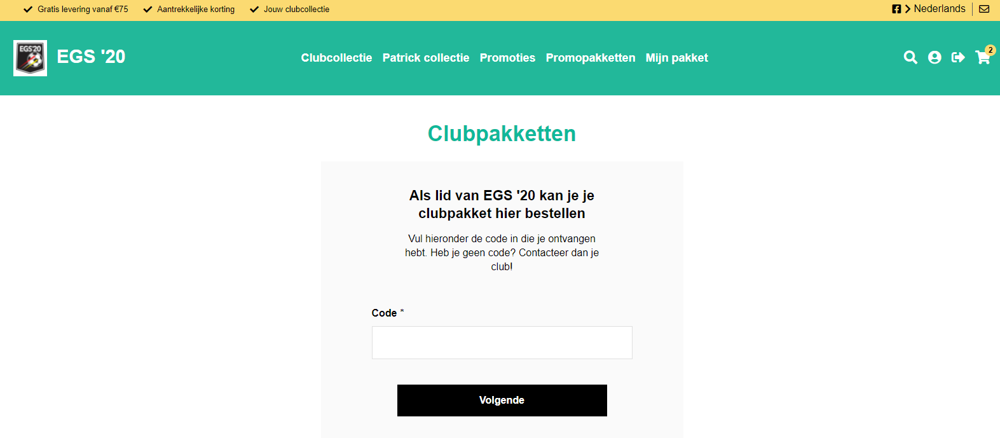 Gratis levering vanaf €75
Aantrekkelijke korting
Jouw clubcollectie
Nederlands
EGS'20
EGS '20
Clubcollectie
Patrick collectie
Promoties
Promopakketten
Mijn pakket
2
Clubpakketten
Als lid van EGS '20 kan je je
clubpakket hier bestellen
Vul hieronder de code in die je ontvangen
hebt. Heb je geen code? Contacteer dan je
club!
Code *
Volgende